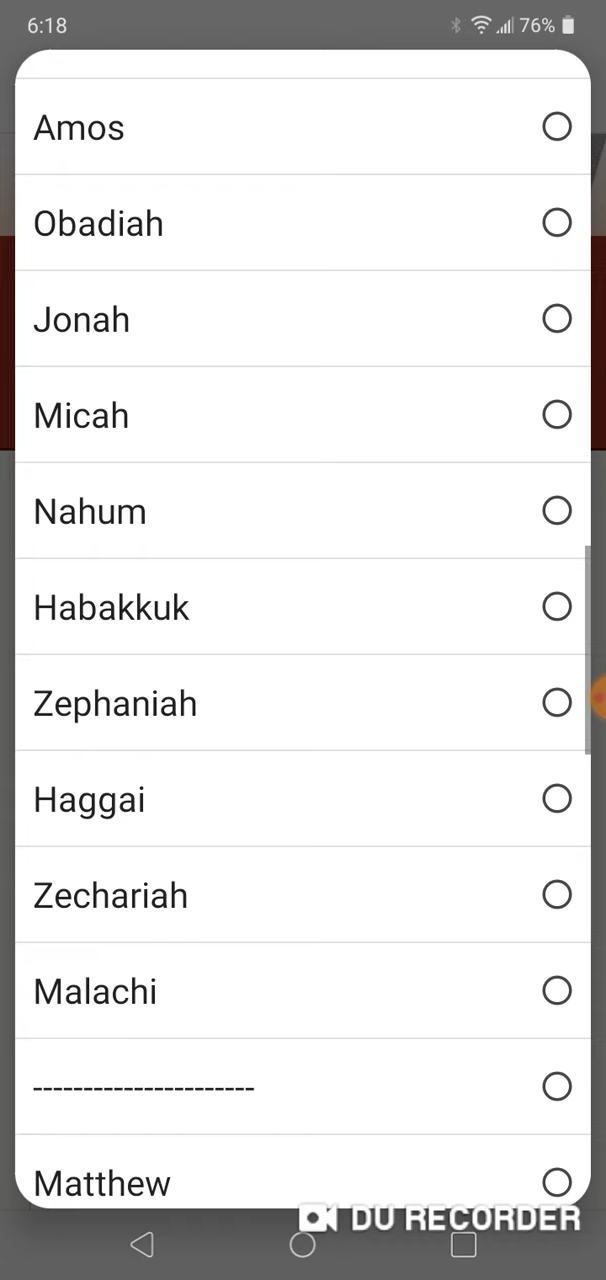 6:18 76%
Amos
Obadiah
Jonah
Micah
Nahum
Habakkuk
Zephaniah
Haggai
Zechariah
Malachi
----------------------
Matthew
DU RECORDER